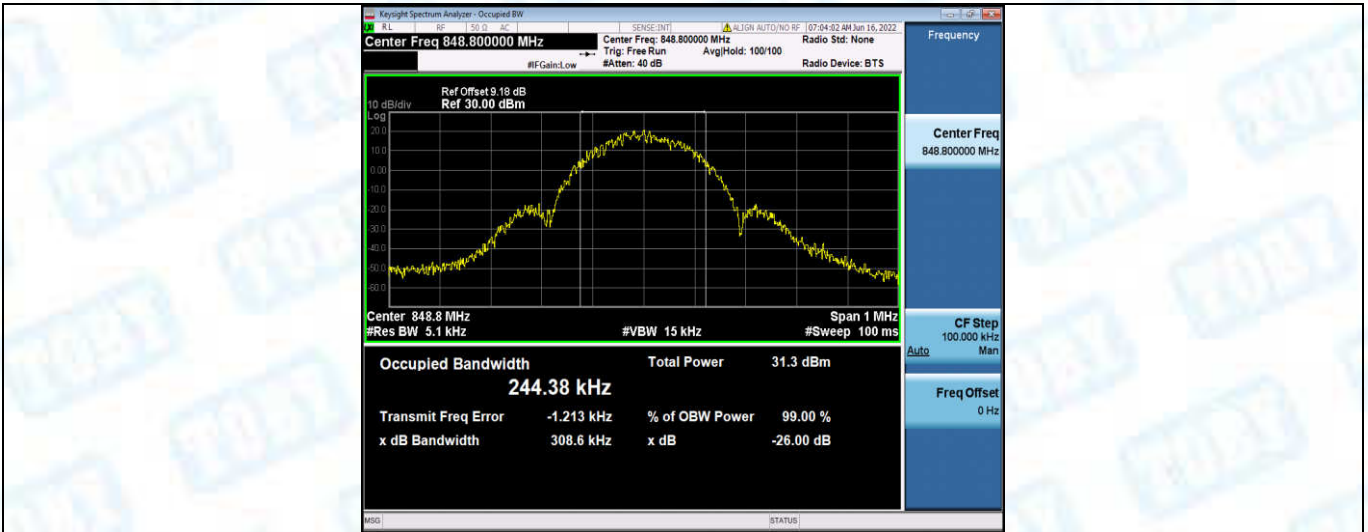 Keysight Spectrum Analyzer - Occupied BW
RL RF 50 Ω AC SENSE:INT ALIGN AUTO/NO RF 07:04:02 AM Jun 16, 2022
Center Freq 848.800000 MHz
Center Freq: 848.800000 MHz
Radio Std: None
Trig: Free Run Avg|Hold: 100/100
#IFGain:Low #Atten: 40 dB Radio Device: BTS
Frequency
Ref Offset 9.18 dB
10 dB/div Ref 30.00 dBm
Log
20.0
10.0
0.00
-10.0
-20.0
-30.0
-40.0
-50.0
-60.0
Center 848.8 MHz Span 1 MHz
#Res BW 5.1 kHz #VBW 15 kHz #Sweep 100 ms
Center Freq
848.800000 MHz
CF Step
100.000 kHz
Auto Man
Freq Offset
0 Hz
Occupied Bandwidth Total Power 31.3 dBm
244.38 kHz
Transmit Freq Error -1.213 kHz % of OBW Power 99.00 %
x dB Bandwidth 308.6 kHz x dB -26.00 dB
MSG STATUS